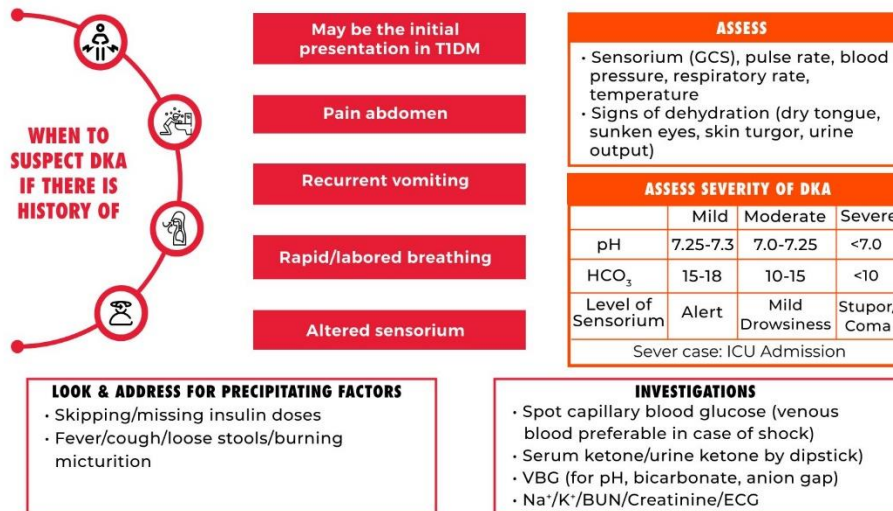 WHEN TO
SUSPECT DKA
IF THERE IS
HISTORY OF
May be the initial
presentation in T1DM
Pain abdomen
Recurrent vomiting
Rapid/labored breathing
Altered sensorium
ASSESS
• Sensorium (GCS), pulse rate, blood
pressure, respiratory rate,
temperature
• Signs of dehydration (dry tongue,
sunken eyes, skin turgor, urine
output)
ASSESS SEVERITY OF DKA
Mild Moderate Severe
pH 7.25-7.3 7.0-7.25 <7.0
HCO₃ 15-18 10-15 <10
Level of
Sensorium Alert Mild
Drowsiness Stupor/
Coma
Sever case: ICU Admission
LOOK & ADDRESS FOR PRECIPITATING FACTORS
• Skipping/missing insulin doses
• Fever/cough/loose stools/burning
micturition
INVESTIGATIONS
• Spot capillary blood glucose (venous
blood preferable in case of shock)
• Serum ketone/urine ketone by dipstick)
• VBG (for pH, bicarbonate, anion gap)
• Na⁺/K⁺/BUN/Creatinine/ECG